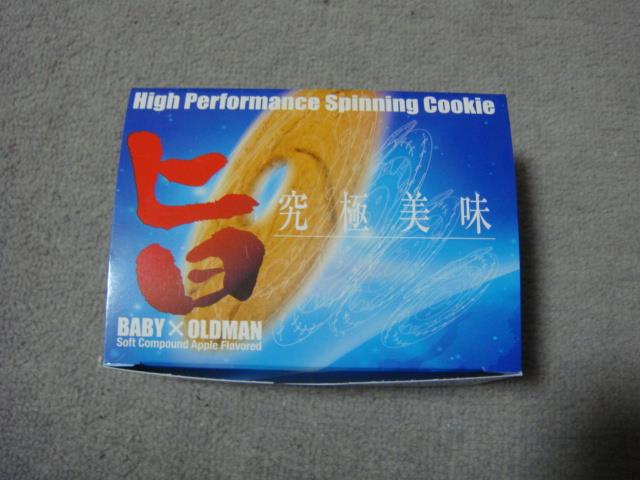 High Performance Spinning Cookie
旨
究極美味
BABY×OLDMAN
Soft Compound Apple Flavored